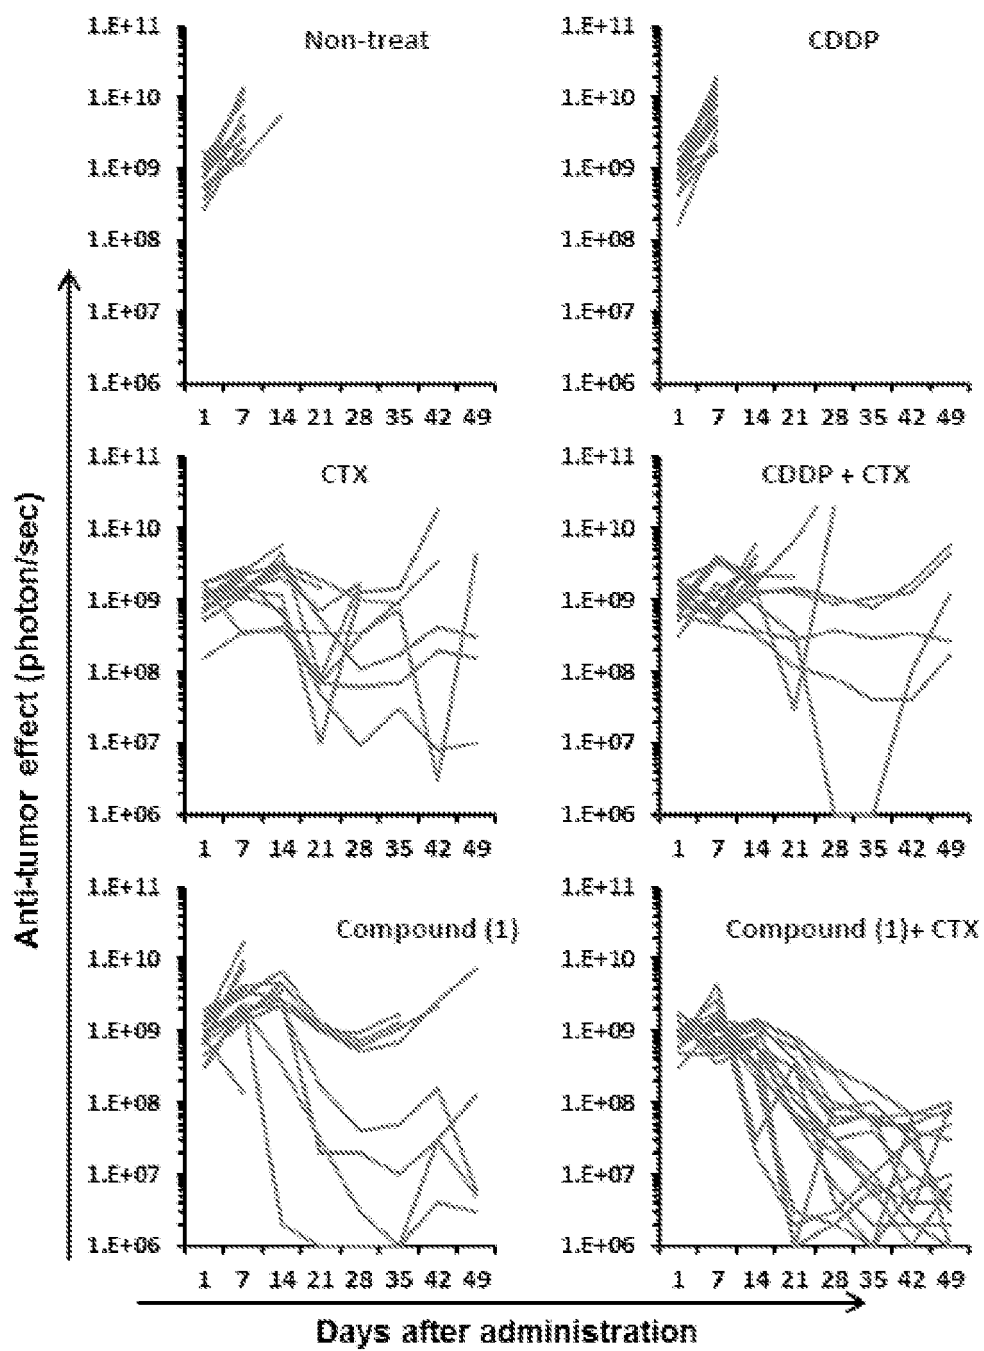 Anti-tumor effect (photon/sec)
Non-treat
1.E+11
1.E+10
1.E+09
1.E+08
1.E+07
1.E+06
1 7 14 21 28 35 42 49
CDDP
1.E+11
1.E+10
1.E+09
1.E+08
1.E+07
1.E+06
1 7 14 21 28 35 42 49
CTX
1.E+11
1.E+10
1.E+09
1.E+08
1.E+07
1.E+06
1 7 14 21 28 35 42 49
CDDP + CTX
1.E+11
1.E+10
1.E+09
1.E+08
1.E+07
1.E+06
1 7 14 21 28 35 42 49
Compound (1)
1.E+11
1.E+10
1.E+09
1.E+08
1.E+07
1.E+06
1 7 14 21 28 35 42 49
Compound (1)+ CTX
1.E+11
1.E+10
1.E+09
1.E+08
1.E+07
1.E+06
1 7 14 21 28 35 42 49
Days after administration